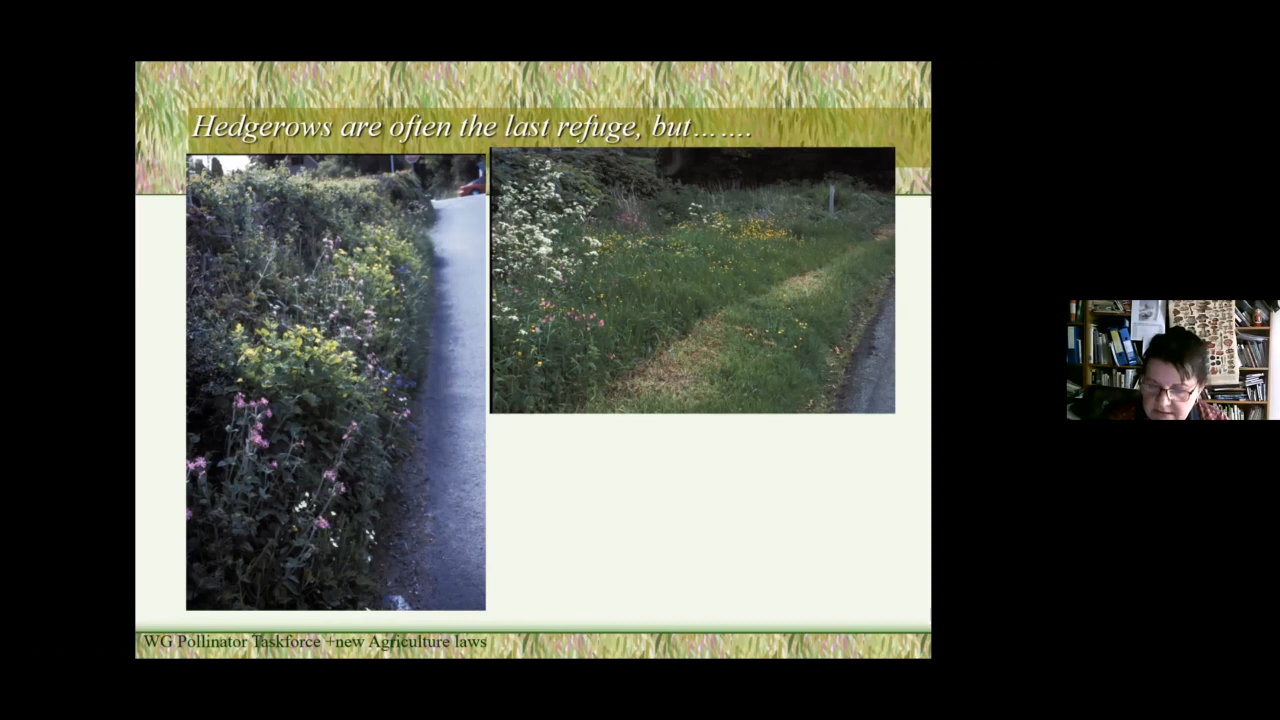 Hedgerows are often the last refuge, but…….
WG Pollinator Taskforce +new Agriculture laws